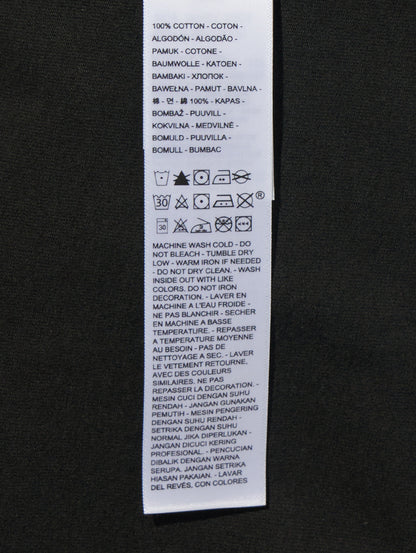 100% COTTON - COTON -
ALGODÓN - ALGODÃO -
PAMUK - COTONE -
BAUMWOLLE - KATOEN -
BAMBAKI - ХЛОПОК -
BAWEŁNA - PAMUT - BAVLNA -
棉 - 면 - 綿 100% - KAPAS -
BOMBAŽ - PUUVILL -
KOKVILNA - MEDVILNĖ -
BOMULD - PUUVILLA -
BOMULL - BUMBAC
30 ®
30
MACHINE WASH COLD - DO
NOT BLEACH - TUMBLE DRY
LOW - WARM IRON IF NEEDED
- DO NOT DRY CLEAN. - WASH
INSIDE OUT WITH LIKE
COLORS. DO NOT IRON
DECORATION. - LAVER EN
MACHINE A L'EAU FROIDE -
NE PAS BLANCHIR - SECHER
EN MACHINE A BASSE
TEMPERATURE. - REPASSER
A TEMPERATURE MOYENNE
AU BESOIN - PAS DE
NETTOYAGE A SEC. - LAVER
LE VETEMENT RETOURNE,
AVEC DES COULEURS
SIMILAIRES. NE PAS
REPASSER LA DECORATION. -
MESIN CUCI DENGAN SUHU
RENDAH - JANGAN GUNAKAN
PEMUTIH - MESIN PENGERING
DENGAN SUHU RENDAH -
SETRIKA DENGAN SUHU
NORMAL JIKA DIPERLUKAN -
JANGAN DICUCI KERING
PROFESIONAL. - PENCUCIAN
DIBALIK DENGAN WARNA
SERUPA. JANGAN SETRIKA
HIASAN PAKAIAN. - LAVAR
DEL REVÉS, CON COLORES